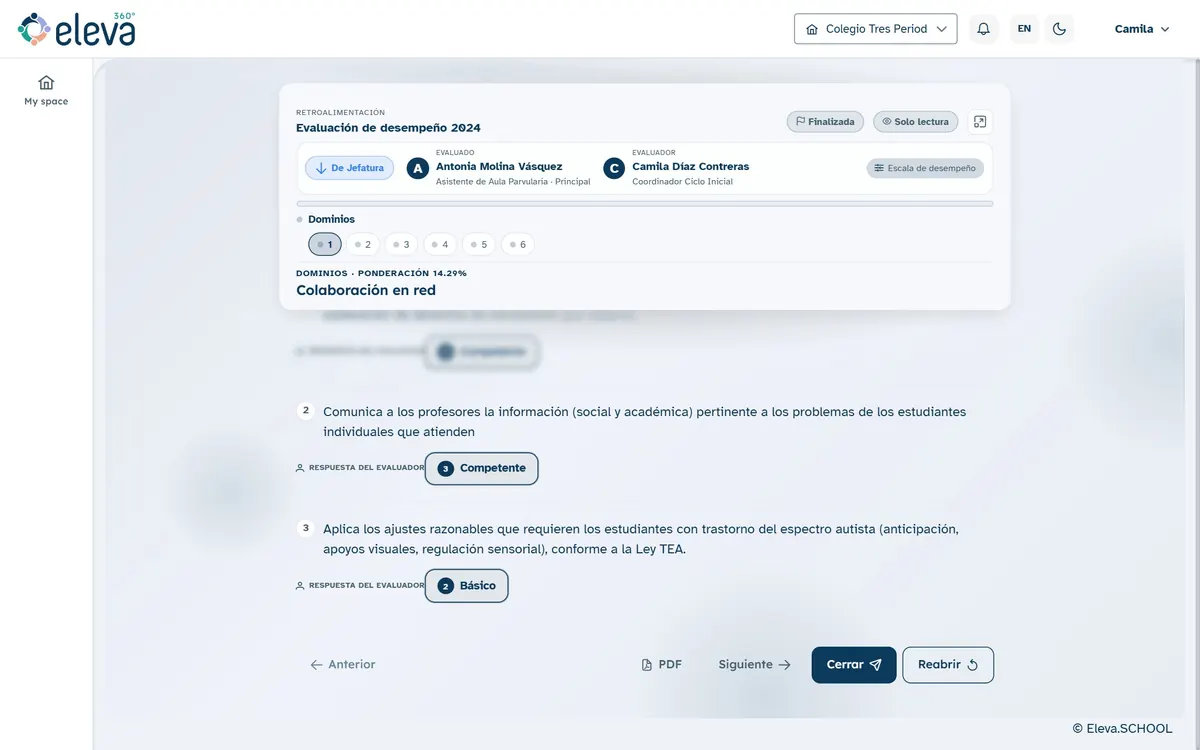 eleva
360°
Colegio Tres Period
EN
Camila
My space
RETROALIMENTACIÓN
Evaluación de desempeño 2024
Finalizada
Solo lectura
De Jefatura
A
EVALUADO
Antonia Molina Vásquez
Asistente de Aula Parvularia · Principal
C
EVALUADOR
Camila Díaz Contreras
Coordinador Ciclo Inicial
Escala de desempeño
Dominios
1
2
3
4
5
6
DOMINIOS · PONDERACIÓN 14.29%
Colaboración en red
Competente
2 Comunica a los profesores la información (social y académica) pertinente a los problemas de los estudiantes
individuales que atienden
RESPUESTA DEL EVALUADOR 3 Competente
3 Aplica los ajustes razonables que requieren los estudiantes con trastorno del espectro autista (anticipación,
apoyos visuales, regulación sensorial), conforme a la Ley TEA.
RESPUESTA DEL EVALUADOR 2 Básico
Anterior
PDF
Siguiente
Cerrar
Reabrir
© Eleva.SCHOOL